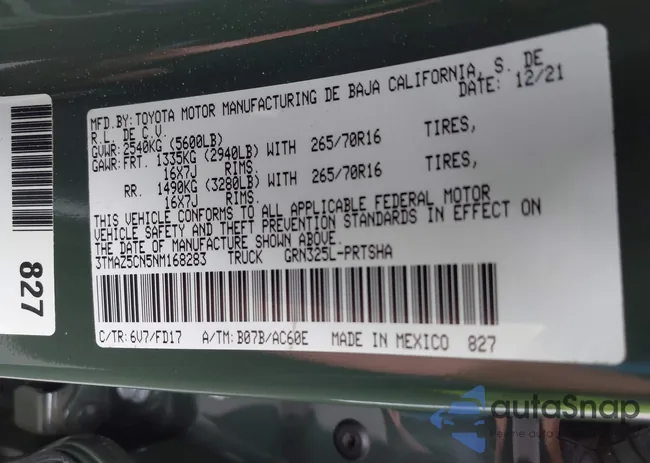 MFD.BY: TOYOTA MOTOR MANUFACTURING DE BAJA CALIFORNIA, S. DE
R.L. DE C.V. DATE: 12/21
GVWR: 2540KG (5600LB)
GAWR: FRT. 1335KG (2940LB) WITH 265/70R16 TIRES,
16X7J RIMS.
RR. 1490KG (3280LB) WITH 265/70R16 TIRES,
16X7J RIMS.
THIS VEHICLE CONFORMS TO ALL APPLICABLE FEDERAL MOTOR
VEHICLE SAFETY AND THEFT PREVENTION STANDARDS IN EFFECT ON
THE DATE OF MANUFACTURE SHOWN ABOVE.
3TMAZ5CN5NM168283 TRUCK GRN325L-PRTSHA
C/TR: 6V7/FD17 A/TM: B07B/AC60E MADE IN MEXICO 827
827
autoSnap